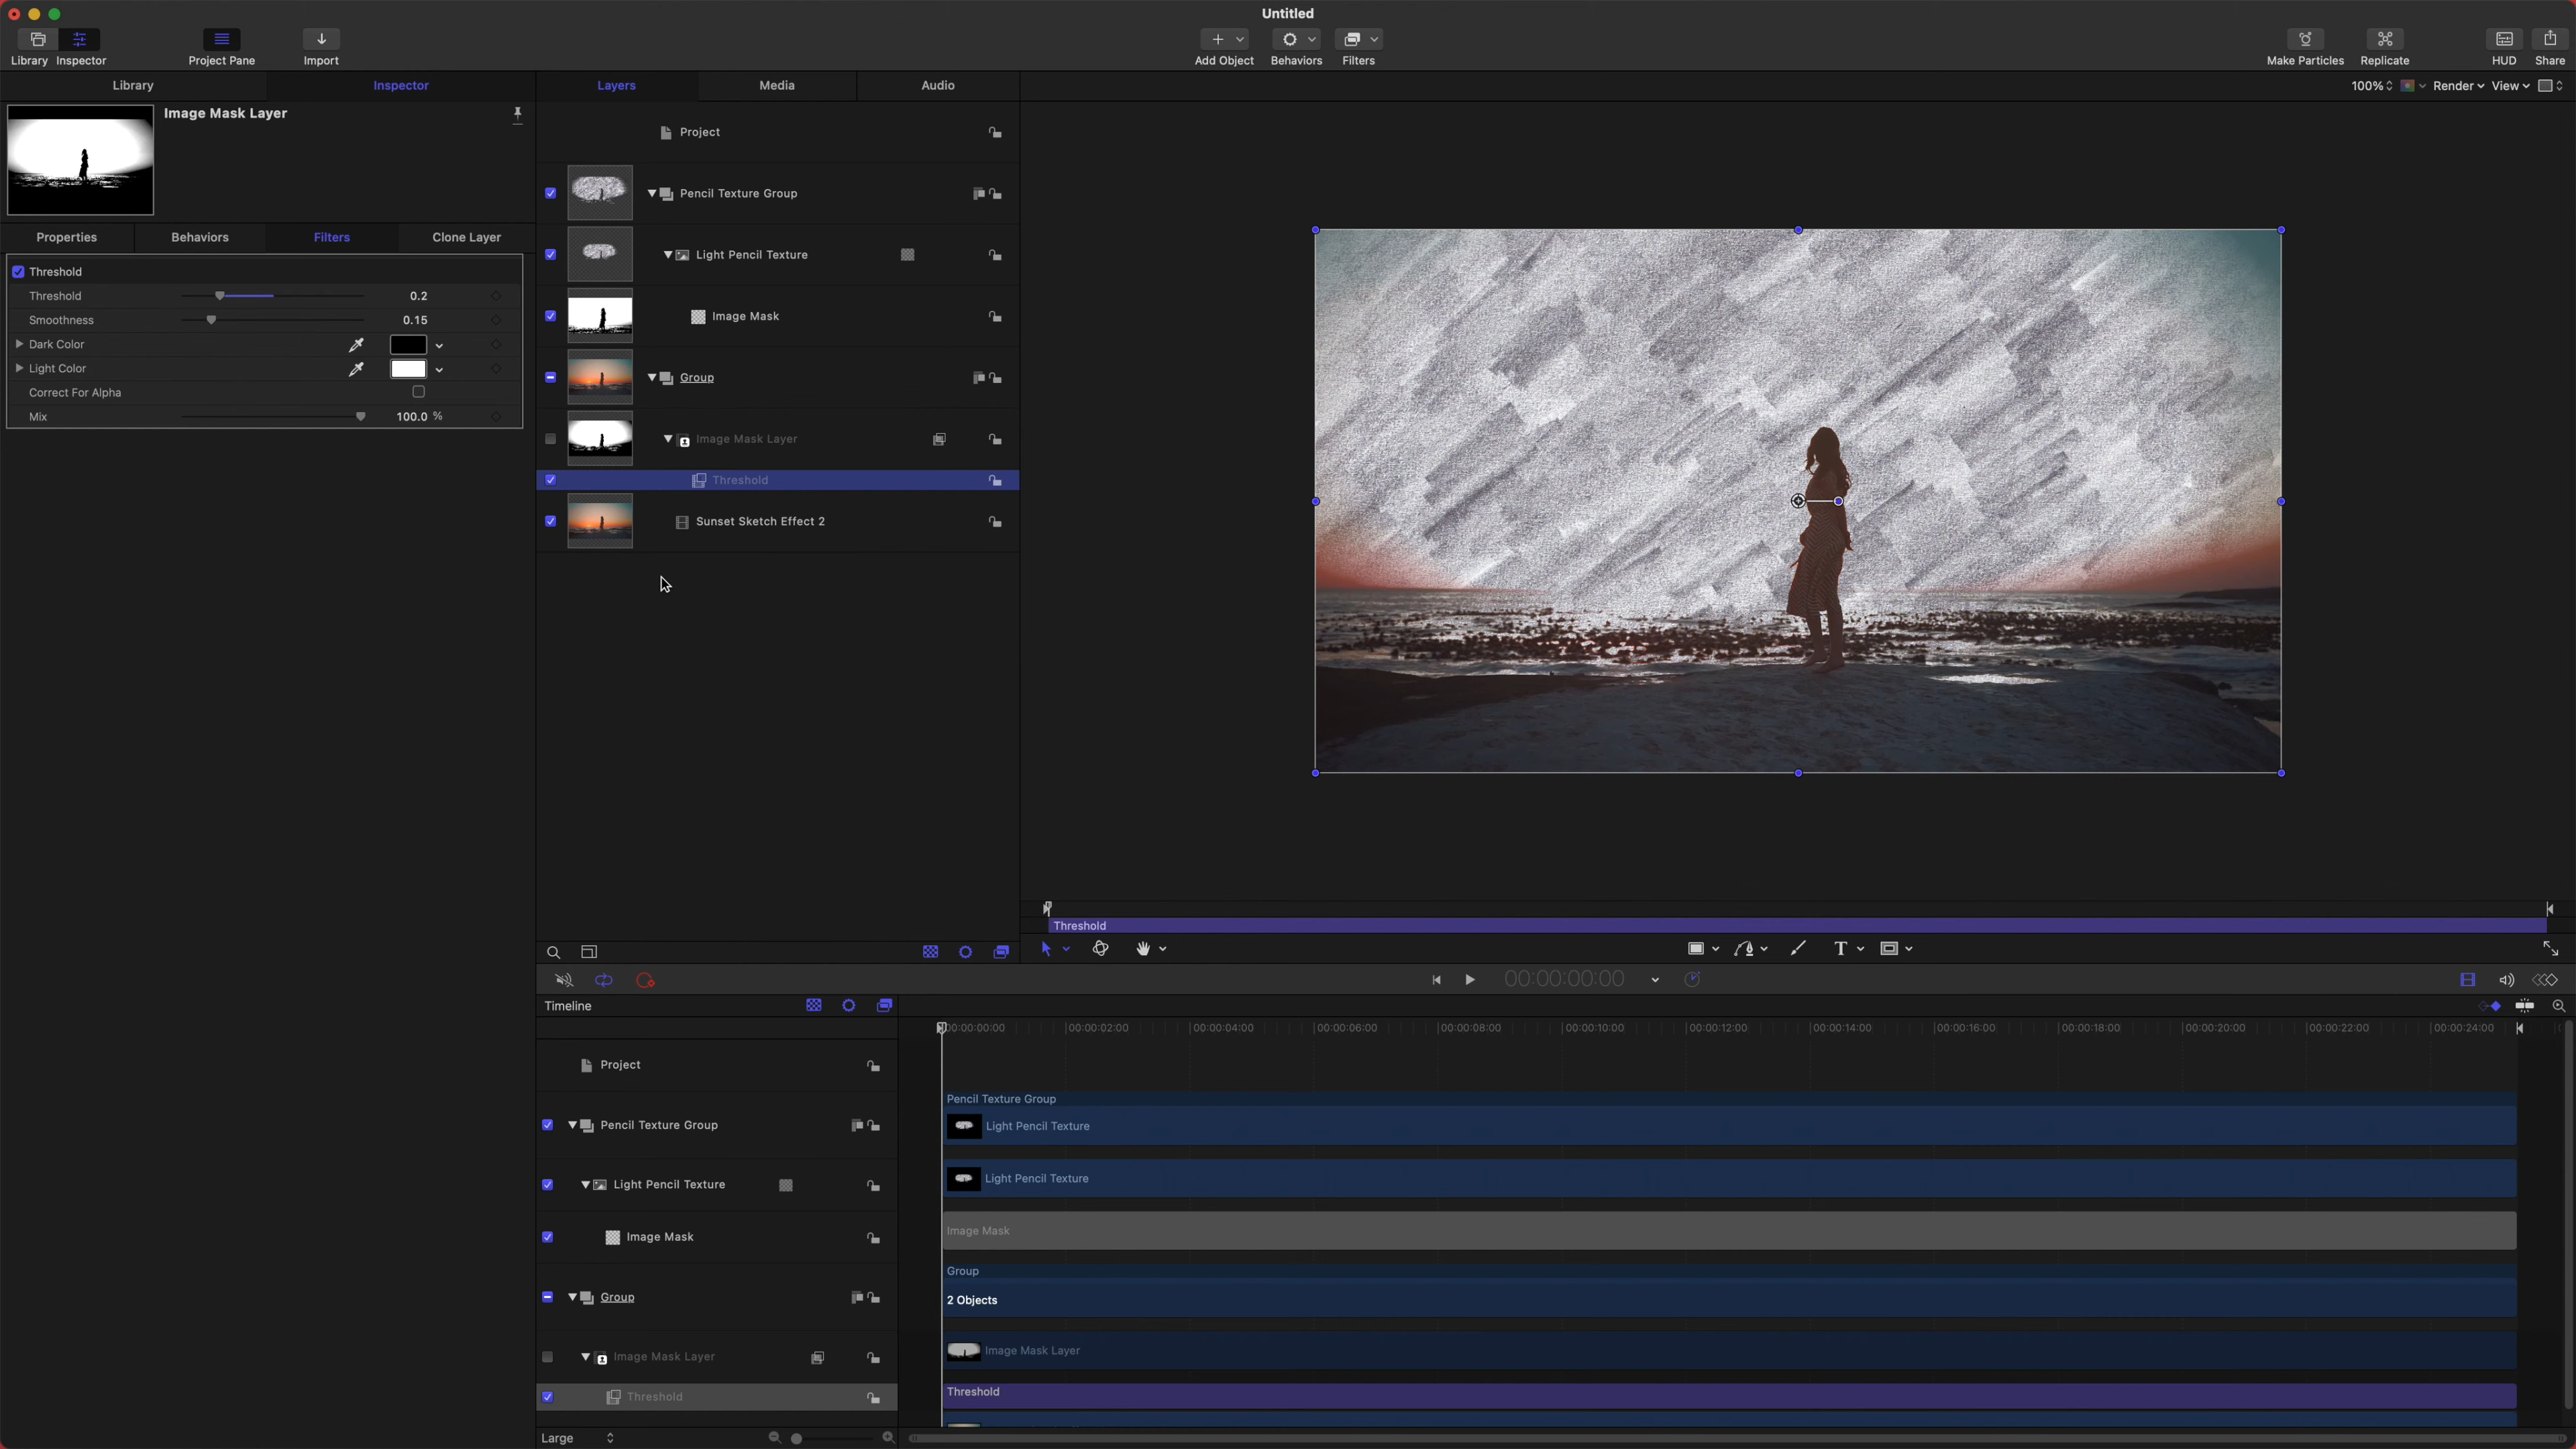 Untitled
Library Inspector Project Pane Import Add Object Behaviors Filters Make Particles Replicate HUD Share
Library Inspector Layers Media Audio
100% Render View
Image Mask Layer
Properties Behaviors Filters Clone Layer
Threshold
Threshold 0.2
Smoothness 0.15
Dark Color
Light Color
Correct For Alpha
Mix 100.0 %
Project
Pencil Texture Group
Light Pencil Texture
Image Mask
Group
Image Mask Layer
Threshold
Sunset Sketch Effect 2
Threshold
T
00:00:00:00
Timeline
00:00:00:00 00:00:02:00 00:00:04:00 00:00:06:00 00:00:08:00 00:00:10:00 00:00:12:00 00:00:14:00 00:00:16:00 00:00:18:00 00:00:20:00 00:00:22:00 00:00:24:00
Project
Pencil Texture Group
Pencil Texture Group
Light Pencil Texture
Light Pencil Texture
Light Pencil Texture
Image Mask
Image Mask
Group
Group
2 Objects
Image Mask Layer
Image Mask Layer
Threshold
Threshold
Large